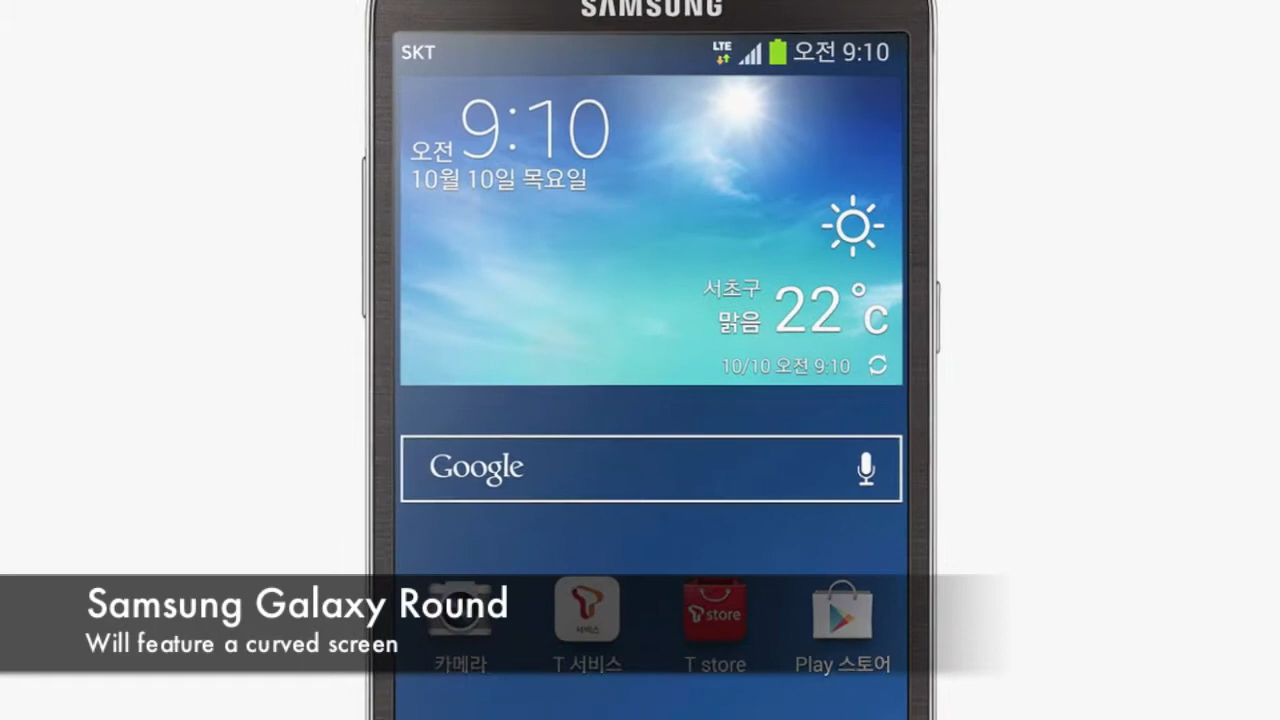 SAMSUNG
SKT LTE 오전 9:10
오전 9:10
10월 10일 목요일
서초구
맑음 22°C
10/10 오전 9:10
Google
Samsung Galaxy Round
Will feature a curved screen
서비스
T store
카메라 T 서비스 T store Play 스토어